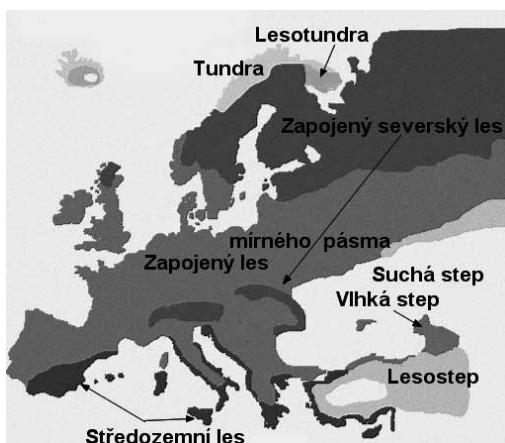 Lesotundra
Tundra
Zapojený severský les
mírného pásma
Zapojený les
Suchá step
Vlhká step
Lesostep
Středozemní les